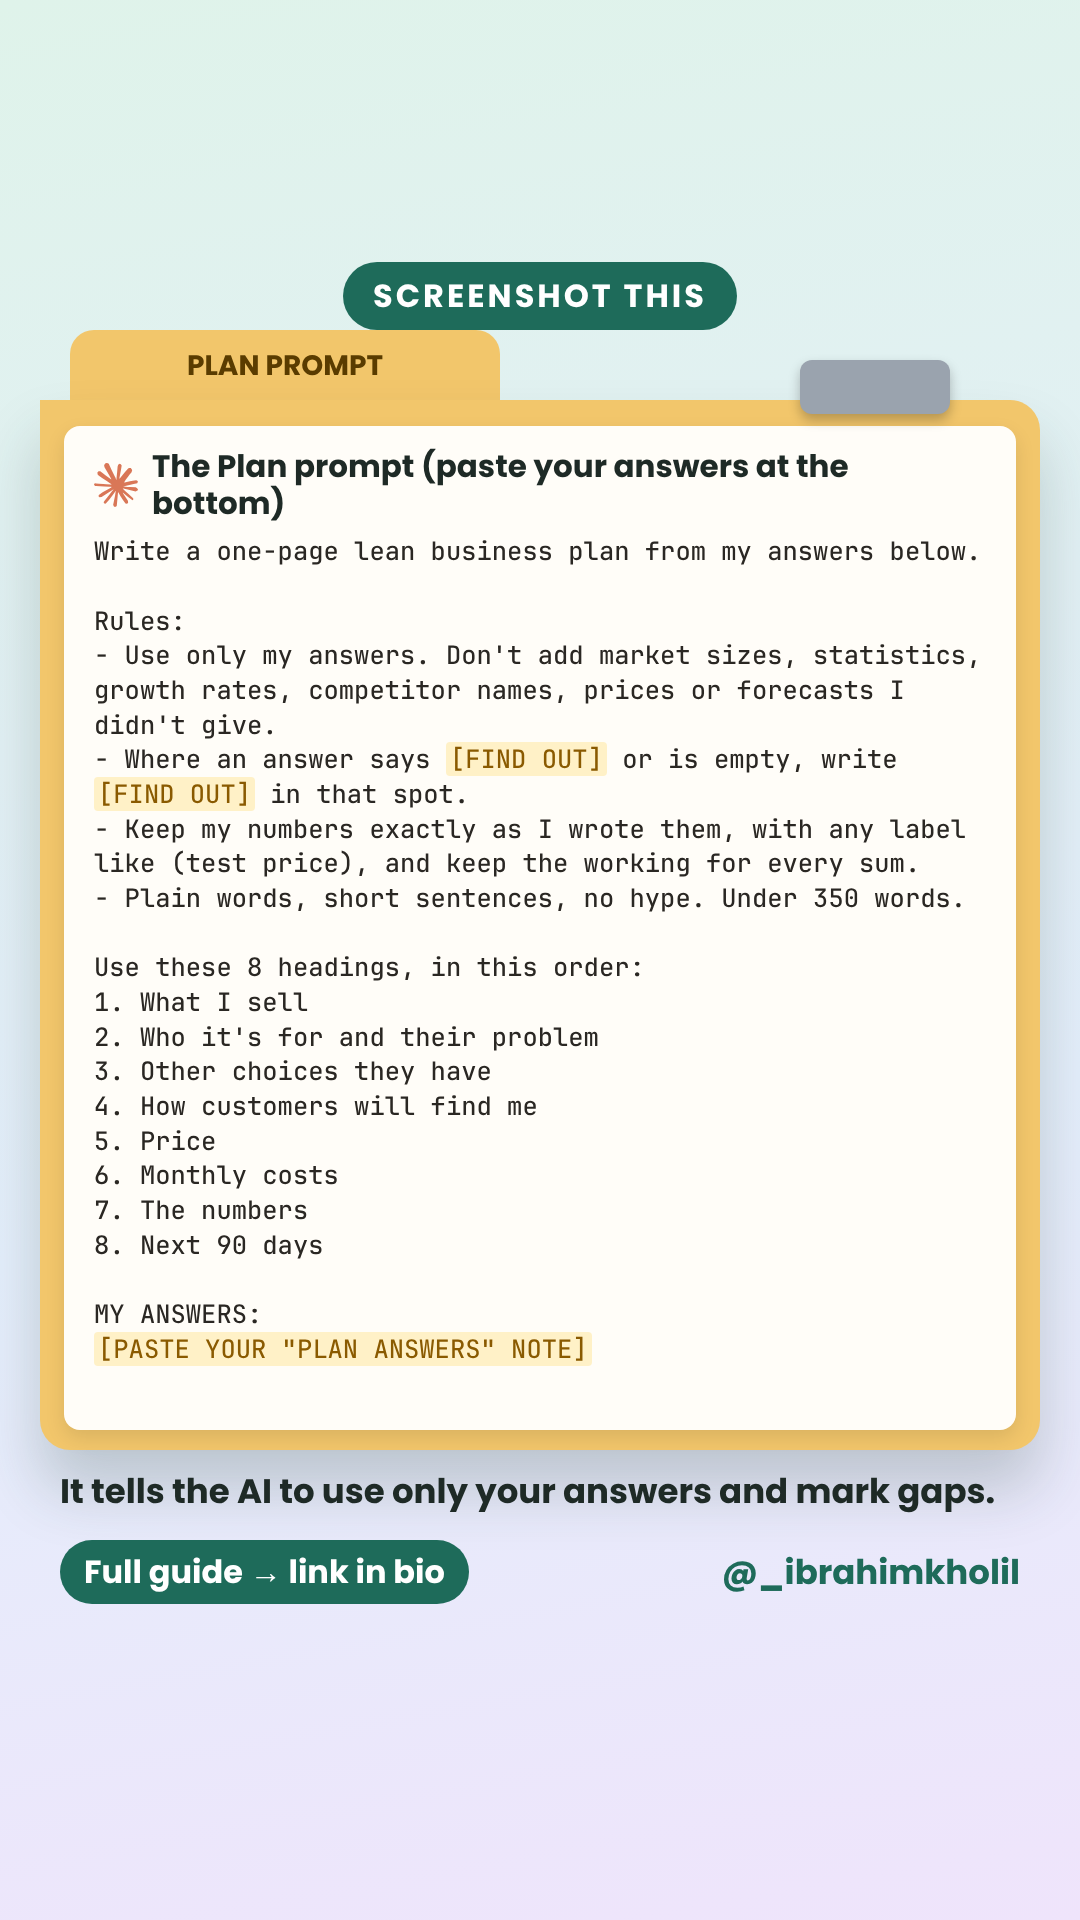 SCREENSHOT THIS
PLAN PROMPT
The Plan prompt (paste your answers at the
bottom)
Write a one-page lean business plan from my answers below.
Rules:
- Use only my answers. Don't add market sizes, statistics,
growth rates, competitor names, prices or forecasts I
didn't give.
- Where an answer says [FIND OUT] or is empty, write
[FIND OUT] in that spot.
- Keep my numbers exactly as I wrote them, with any label
like (test price), and keep the working for every sum.
- Plain words, short sentences, no hype. Under 350 words.
Use these 8 headings, in this order:
1. What I sell
2. Who it's for and their problem
3. Other choices they have
4. How customers will find me
5. Price
6. Monthly costs
7. The numbers
8. Next 90 days
MY ANSWERS:
[PASTE YOUR "PLAN ANSWERS" NOTE]
It tells the AI to use only your answers and mark gaps.
Full guide → link in bio
@_ibrahimkholil